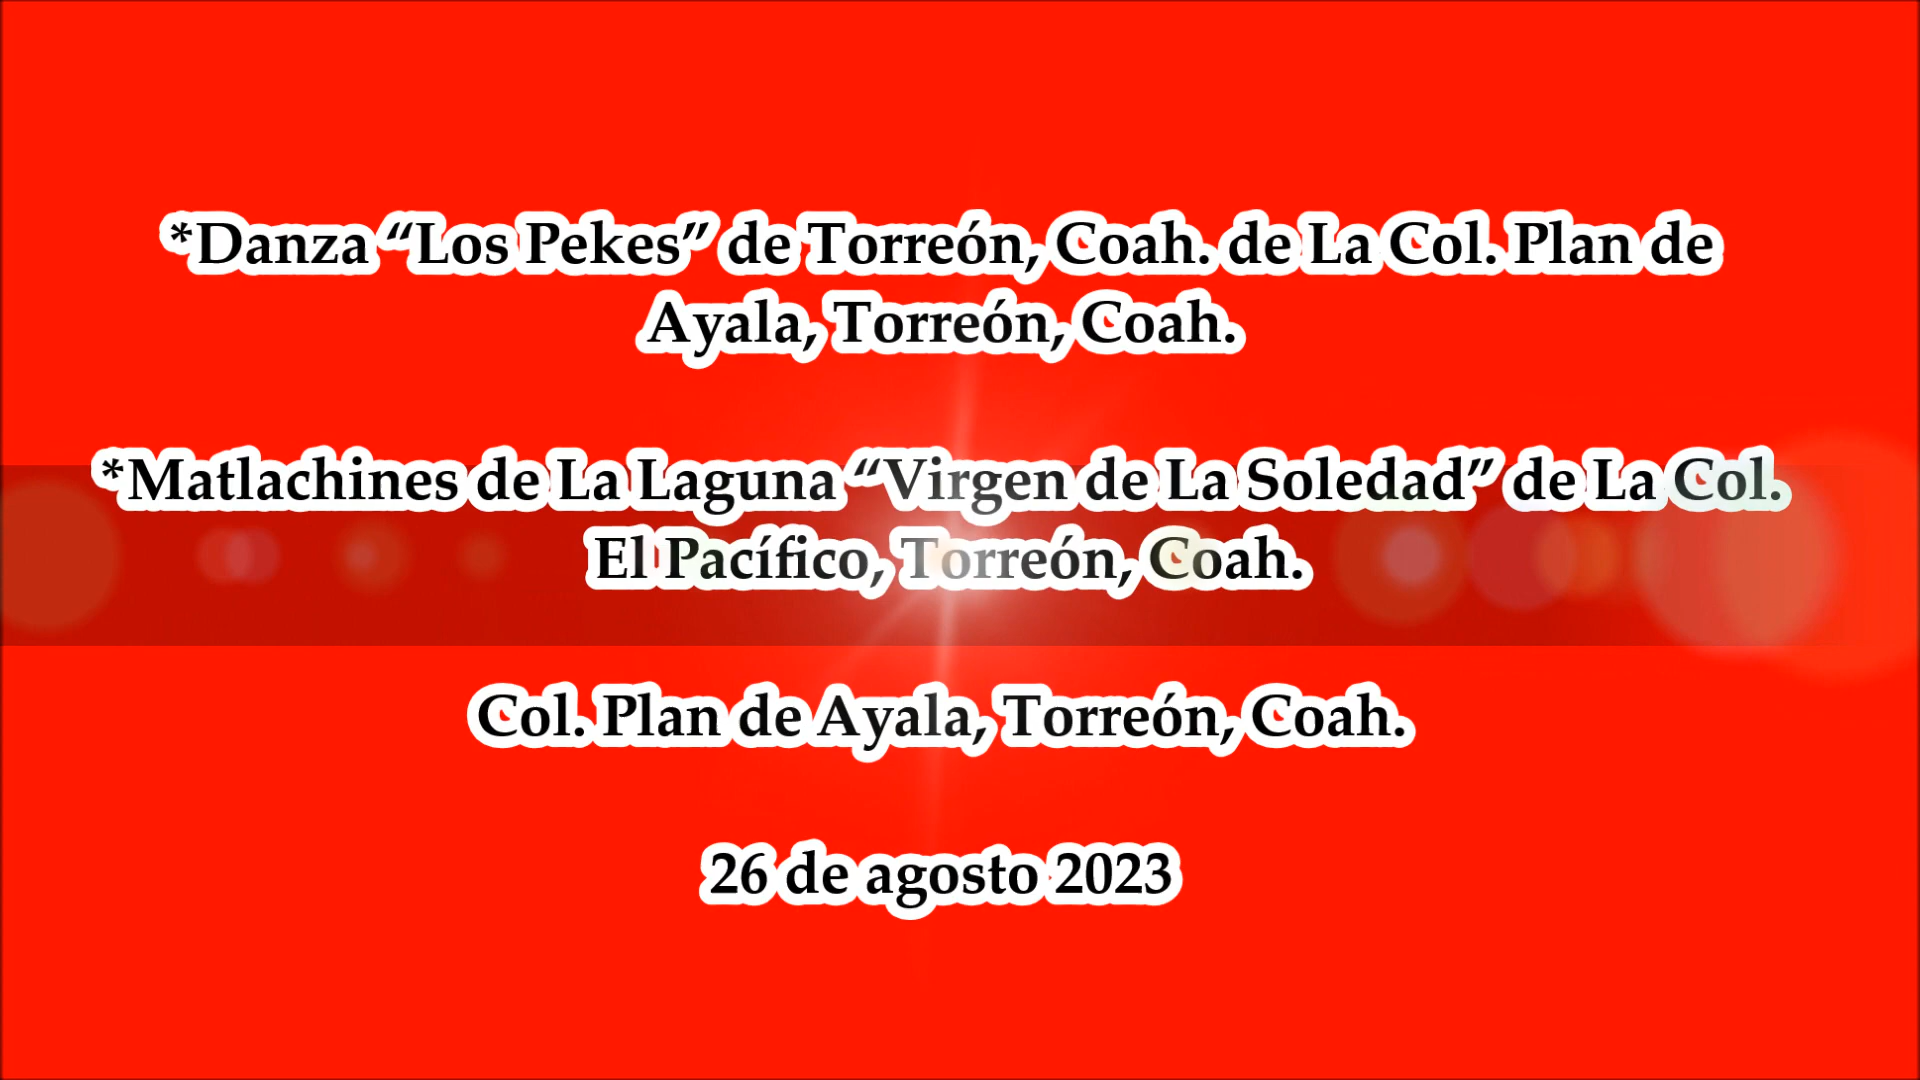 *Danza “Los Pekes” de Torreón, Coah. de La Col. Plan de
Ayala, Torreón, Coah.
*Matlachines de La Laguna “Virgen de La Soledad” de La Col.
El Pacífico, Torreón, Coah.
Col. Plan de Ayala, Torreón, Coah.
26 de agosto 2023